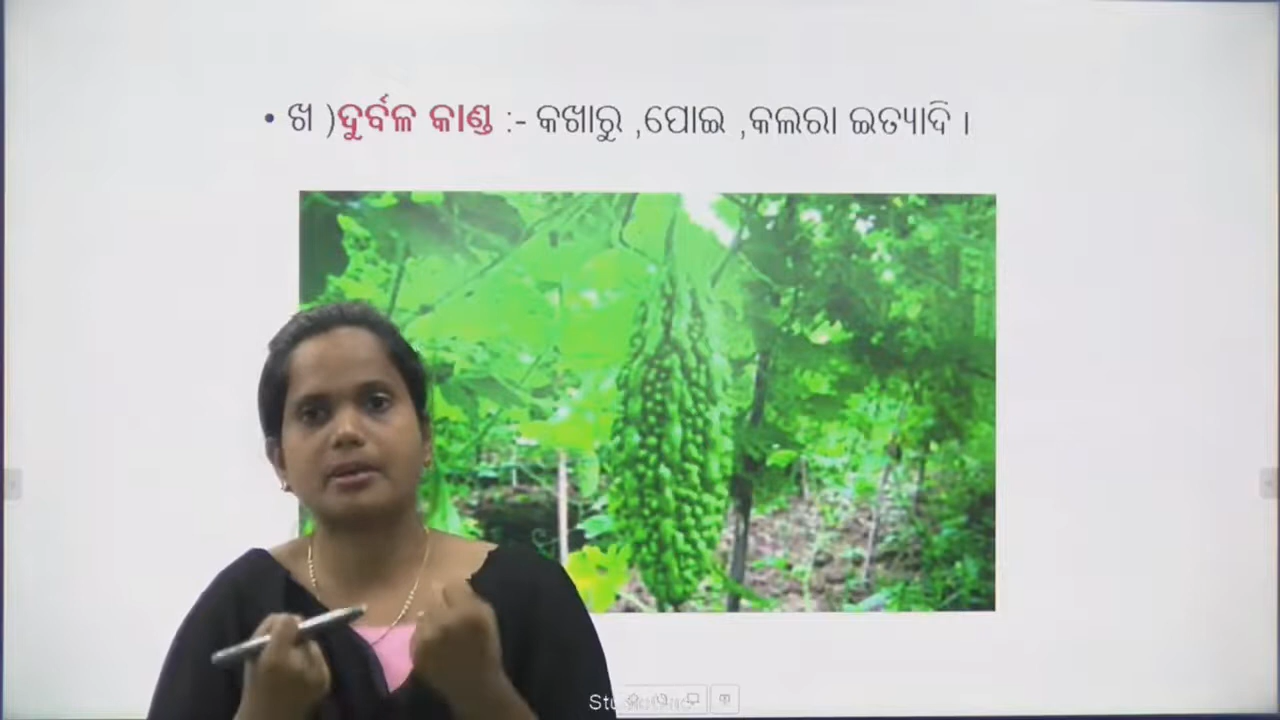 • ଖ )ଦୁର୍ବଳ କାଣ୍ଡ :- କଖାରୁ ,ପୋଇ ,କଲରା ଇତ୍ୟାଦି ।